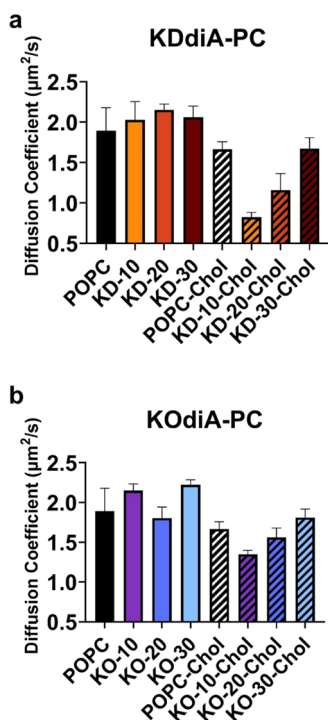 a
KDdiA-PC
Diffusion Coefficient (µm²/s)
2.5
2.0
1.5
1.0
0.5
POPC
KD-10
KD-20
KD-30
POPC-Chol
KD-10-Chol
KD-20-Chol
KD-30-Chol
b
KOdiA-PC
Diffusion Coefficient (µm²/s)
2.5
2.0
1.5
1.0
0.5
POPC
KO-10
KO-20
KO-30
POPC-Chol
KO-10-Chol
KO-20-Chol
KO-30-Chol